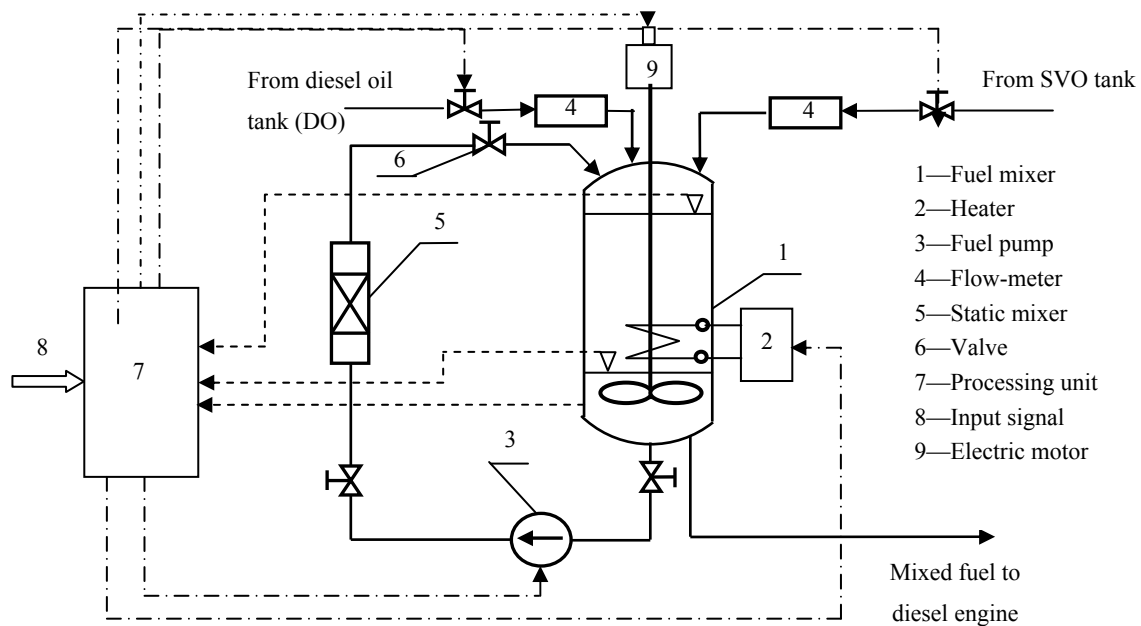 9
From diesel oil
tank (DO)
4
4
From SVO tank
6
5
1
2
8
7
3
1—Fuel mixer
2—Heater
3—Fuel pump
4—Flow-meter
5—Static mixer
6—Valve
7—Processing unit
8—Input signal
9—Electric motor
Mixed fuel to
diesel engine